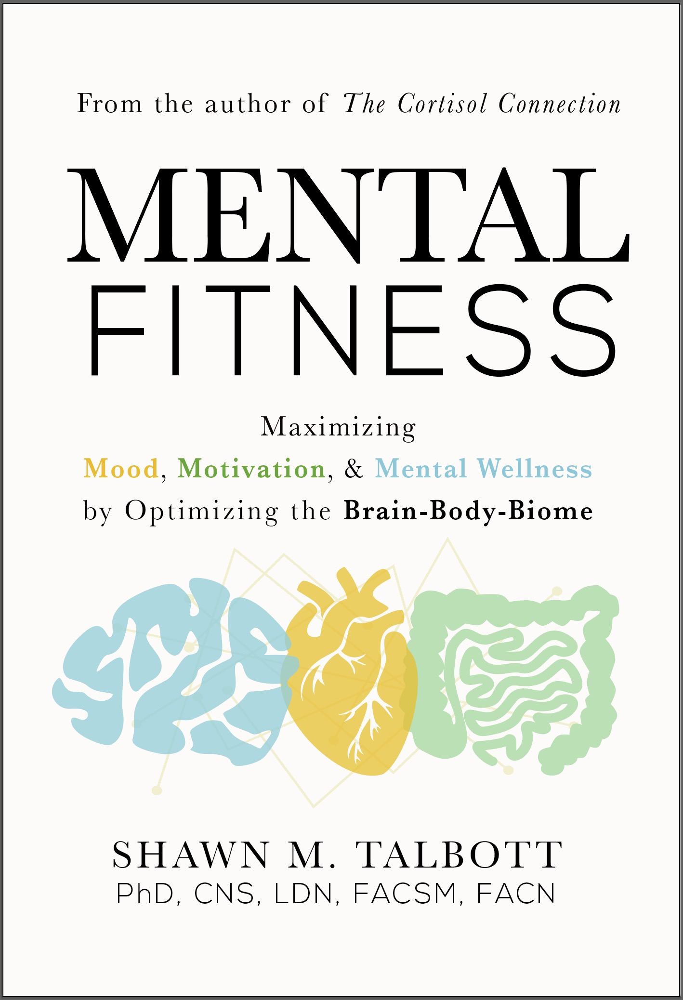 From the author of The Cortisol Connection
MENTAL
FITNESS
Maximizing
Mood, Motivation, & Mental Wellness
by Optimizing the Brain-Body-Biome
SHAWN M. TALBOTT
PhD, CNS, LDN, FACSM, FACN